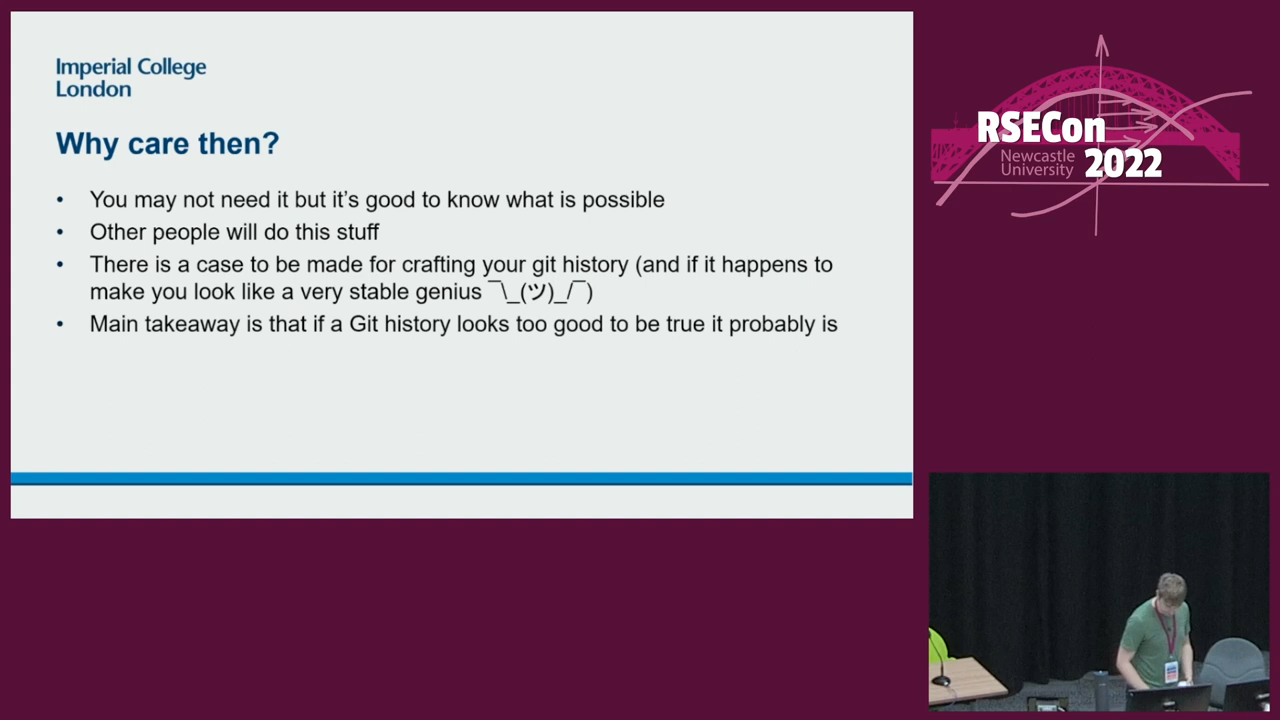 Imperial College
London
Why care then?
• You may not need it but it’s good to know what is possible
• Other people will do this stuff
• There is a case to be made for crafting your git history (and if it happens to
make you look like a very stable genius ¯\_(ツ)_/¯)
• Main takeaway is that if a Git history looks too good to be true it probably is
RSECon
Newcastle
University
2022